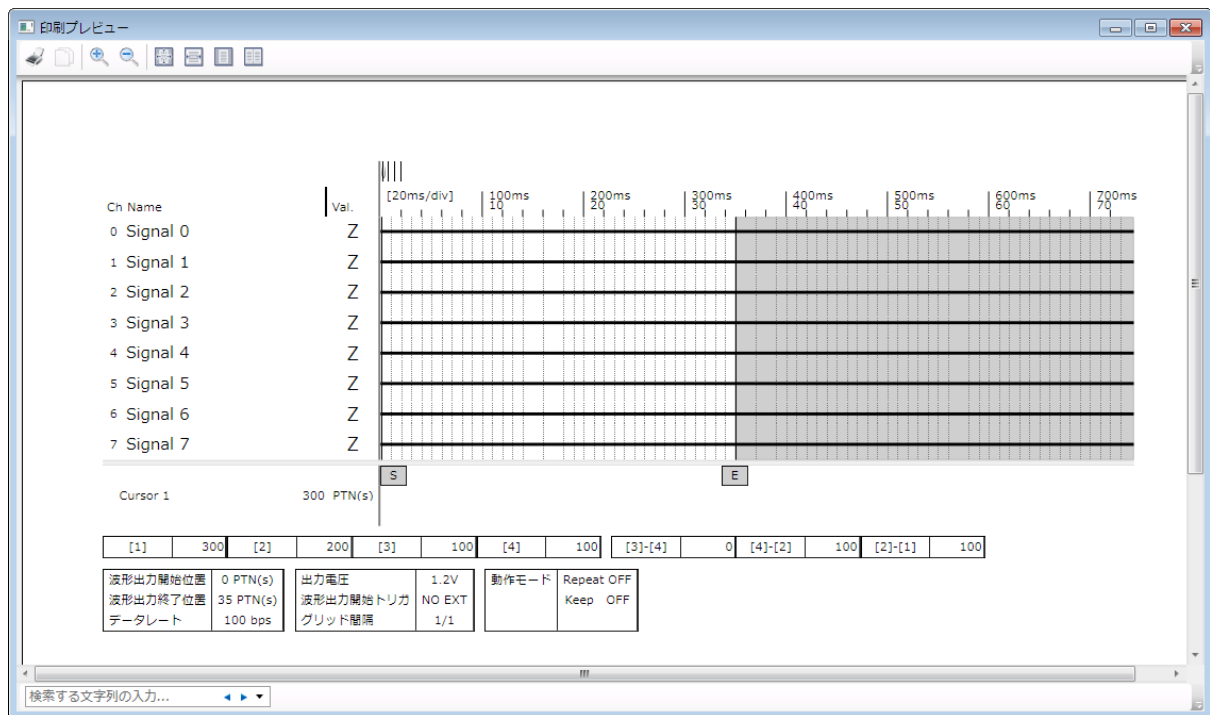 印刷プレビュー
[20ms/div] 100ms 200ms 300ms 400ms 500ms 600ms 700ms
Ch Name Val. 10 20 30 40 50 60 70
0 Signal 0 Z
1 Signal 1 Z
2 Signal 2 Z
3 Signal 3 Z
4 Signal 4 Z
5 Signal 5 Z
6 Signal 6 Z
7 Signal 7 Z
S E
Cursor 1 300 PTN(s)
[1] 300 [2] 200 [3] 100 [4] 100 [3]-[4] 0 [4]-[2] 100 [2]-[1] 100
波形出力開始位置 0 PTN(s) 出力電圧 1.2V 動作モード Repeat OFF
波形出力終了位置 35 PTN(s) 波形出力開始トリガ NO EXT Keep OFF
データレート 100 bps グリッド間隔 1/1
検索する文字列の入力...